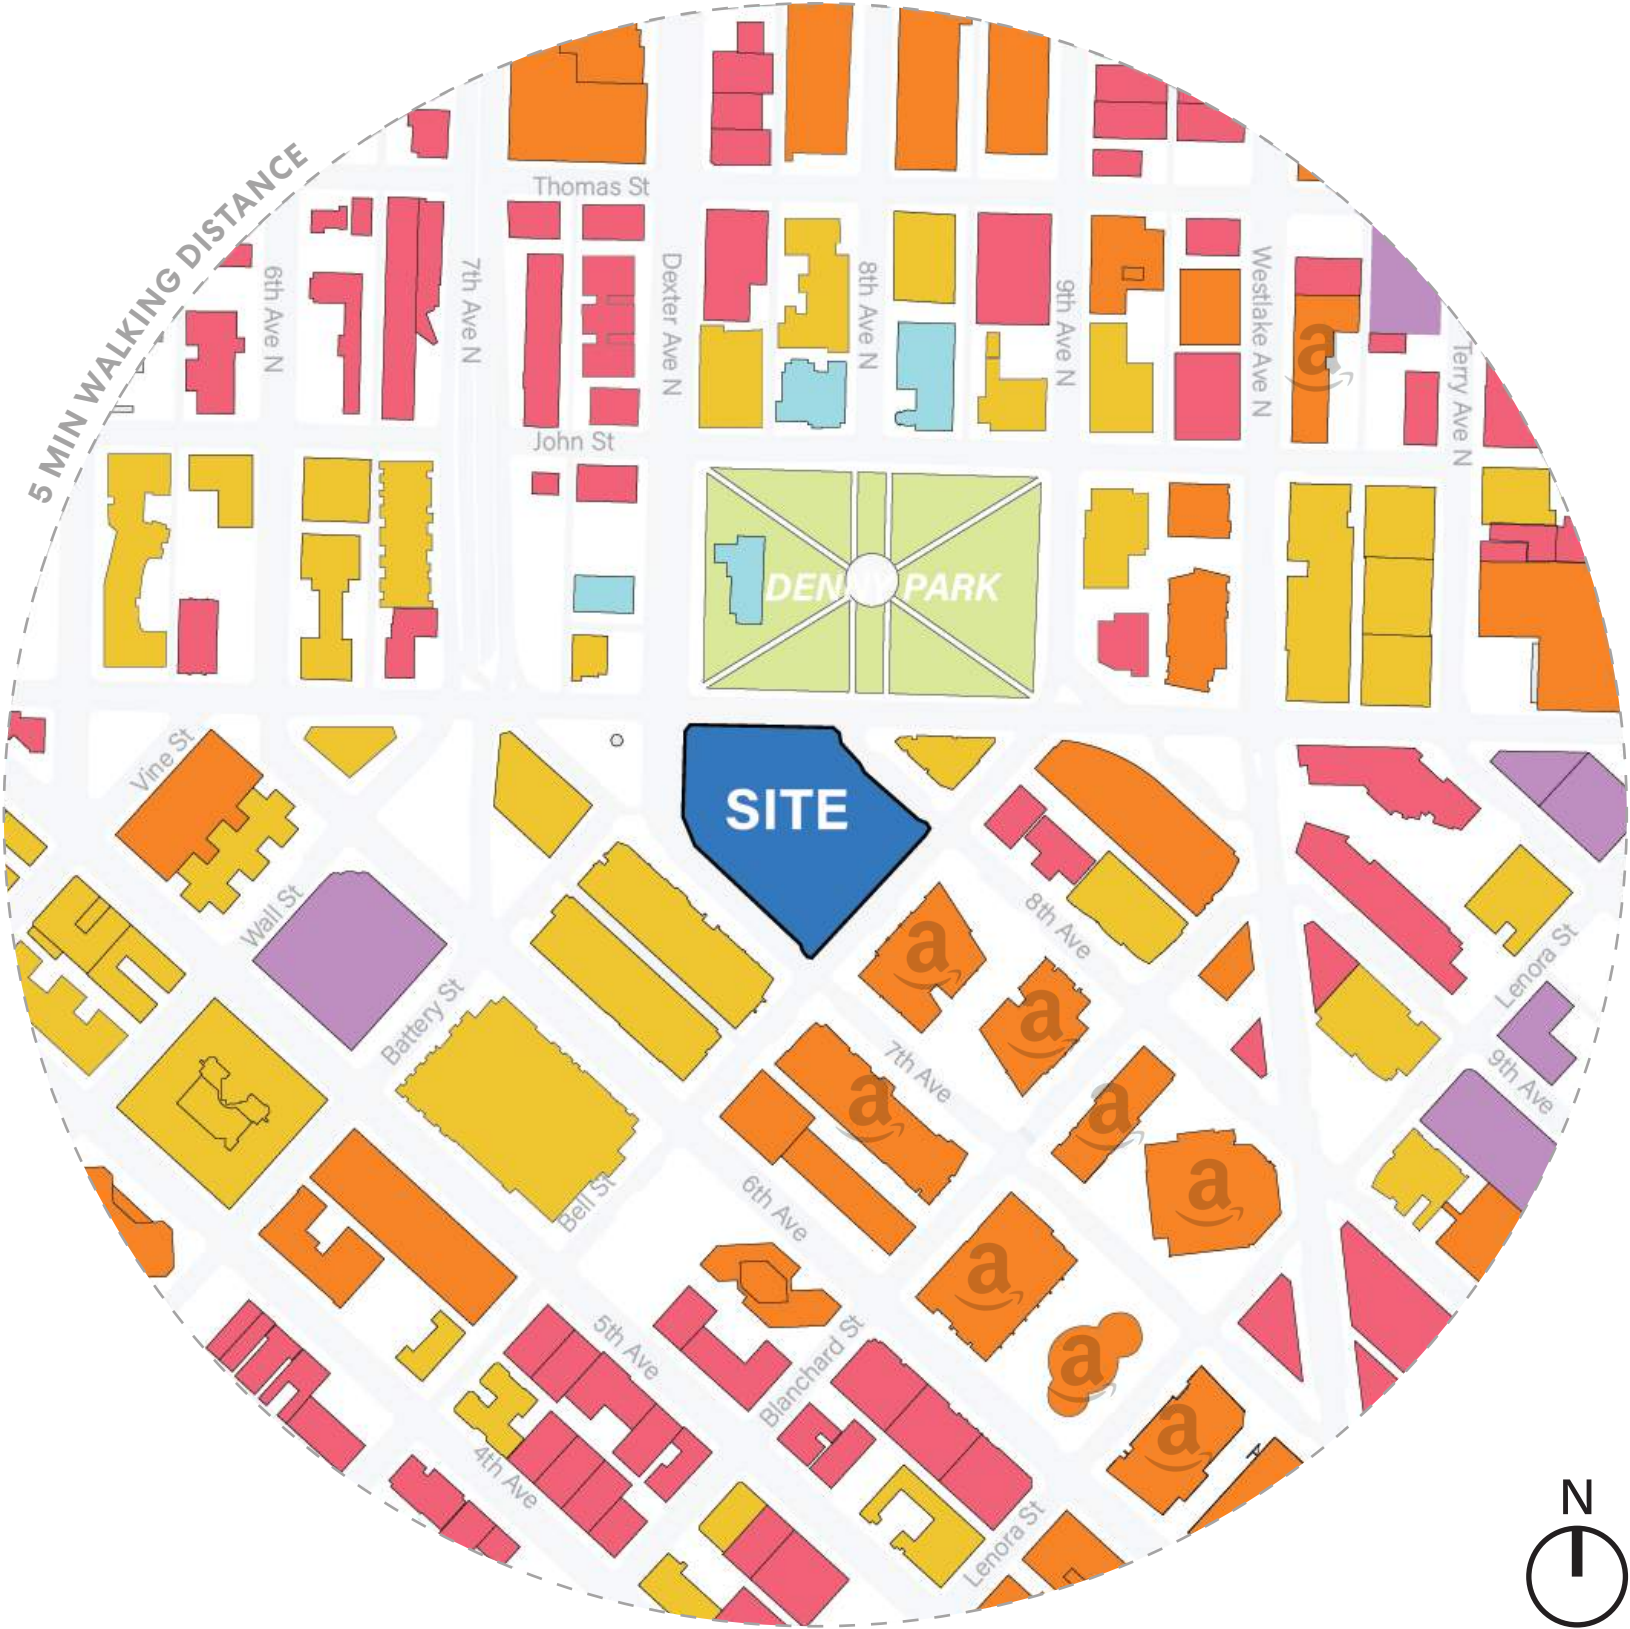 5 MIN WALKING DISTANCE
Thomas St
6th Ave N
7th Ave N
Dexter Ave N
8th Ave N
9th Ave N
Westlake Ave N
Terry Ave N
a
John St
DENNY PARK
Vine St
SITE
Wall St
8th Ave
Lenora St
a
a
Battery St
7th Ave
9th Ave
a
a
a
Bell St
6th Ave
a
5th Ave
Blanchard St
a
a
4th Ave
Lenora St
N